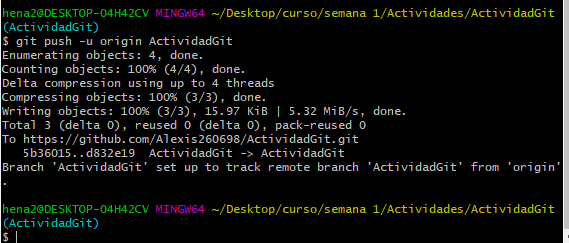 hena2@DESKTOP-O4H42CV MINGW64 ~/Desktop/curso/semana 1/Actividades/ActividadGit
(ActividadGit)
$ git push -u origin ActividadGit
Enumerating objects: 4, done.
Counting objects: 100% (4/4), done.
Delta compression using up to 4 threads
Compressing objects: 100% (3/3), done.
Writing objects: 100% (3/3), 15.97 KiB | 5.32 MiB/s, done.
Total 3 (delta 0), reused 0 (delta 0), pack-reused 0
To https://github.com/Alexis260698/ActividadGit.git
   5b36015..d832e19  ActividadGit -> ActividadGit
Branch 'ActividadGit' set up to track remote branch 'ActividadGit' from 'origin'
.
hena2@DESKTOP-O4H42CV MINGW64 ~/Desktop/curso/semana 1/Actividades/ActividadGit
(ActividadGit)
$